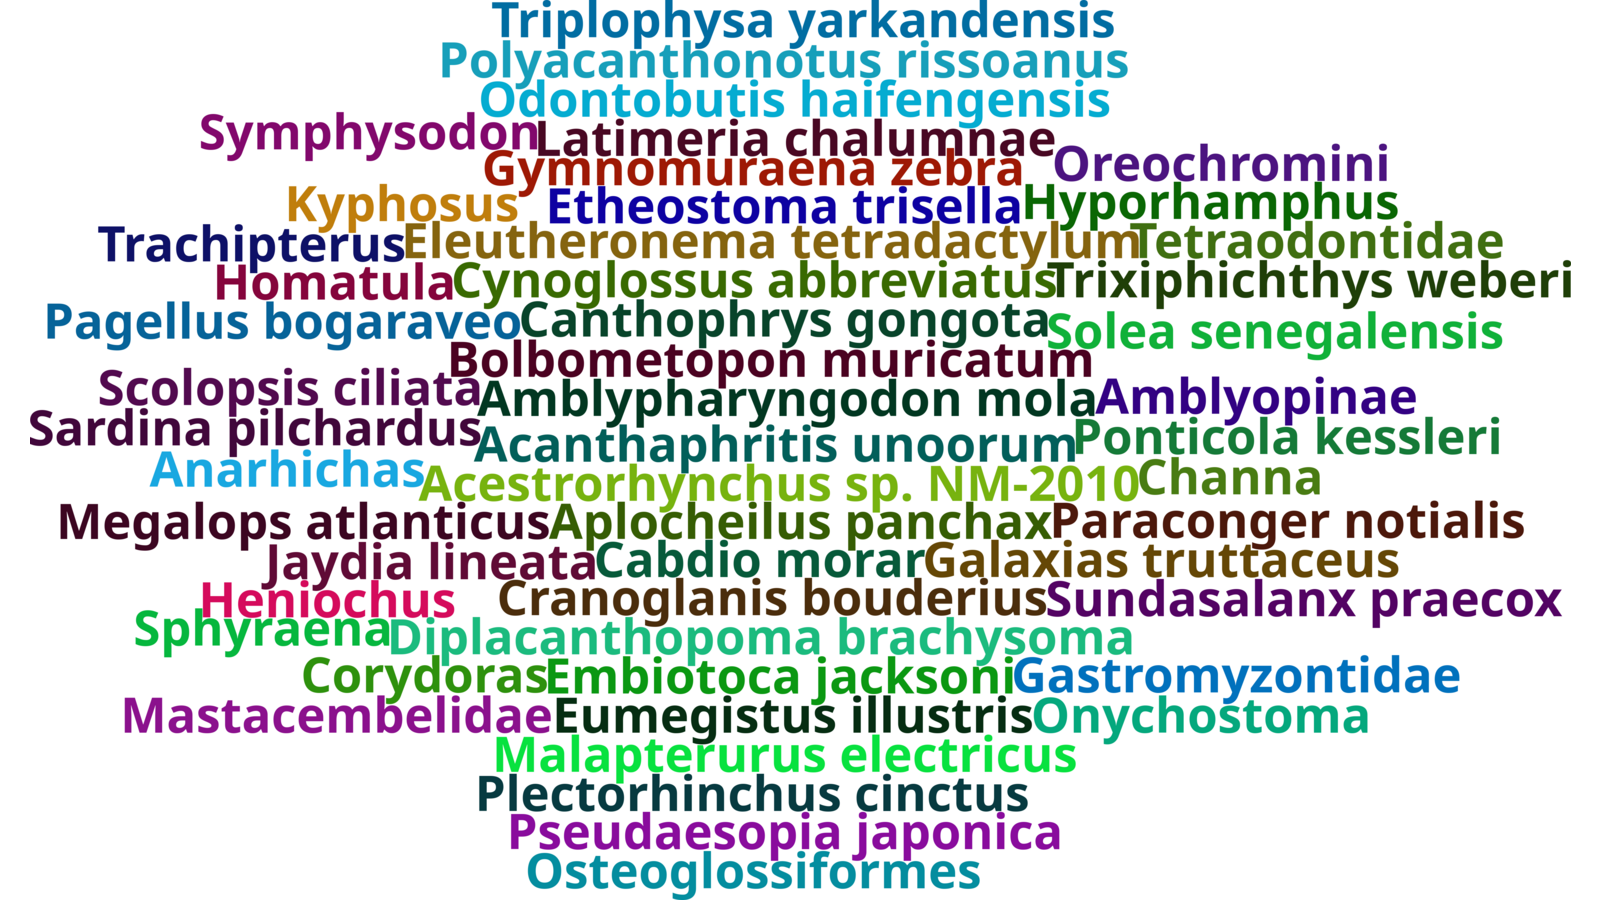 Triplophysa yarkandensis
Polyacanthonotus rissoanus
Odontobutis haifengensis
Symphysodon
Latimeria chalumnae
Gymnomuraena zebra
Oreochromini
Kyphosus
Etheostoma trisella
Hyporhamphus
Trachipterus
Eleutheronema tetradactylum
Tetraodontidae
Homatula
Cynoglossus abbreviatus
Trixiphichthys weberi
Pagellus bogaraveo
Canthophrys gongota
Solea senegalensis
Bolbometopon muricatum
Scolopsis ciliata
Amblypharyngodon mola
Amblyopinae
Sardina pilchardus
Acanthaphritis unoorum
Ponticola kessleri
Anarhichas
Acestrorhynchus sp. NM-2010
Channa
Megalops atlanticus
Aplocheilus panchax
Paraconger notialis
Jaydia lineata
Cabdio morar
Galaxias truttaceus
Heniochus
Cranoglanis bouderius
Sundasalanx praecox
Sphyraena
Diplacanthopoma brachysoma
Corydoras
Embiotoca jacksoni
Gastromyzontidae
Mastacembelidae
Eumegistus illustris
Onychostoma
Malapterurus electricus
Plectorhinchus cinctus
Pseudaesopia japonica
Osteoglossiformes